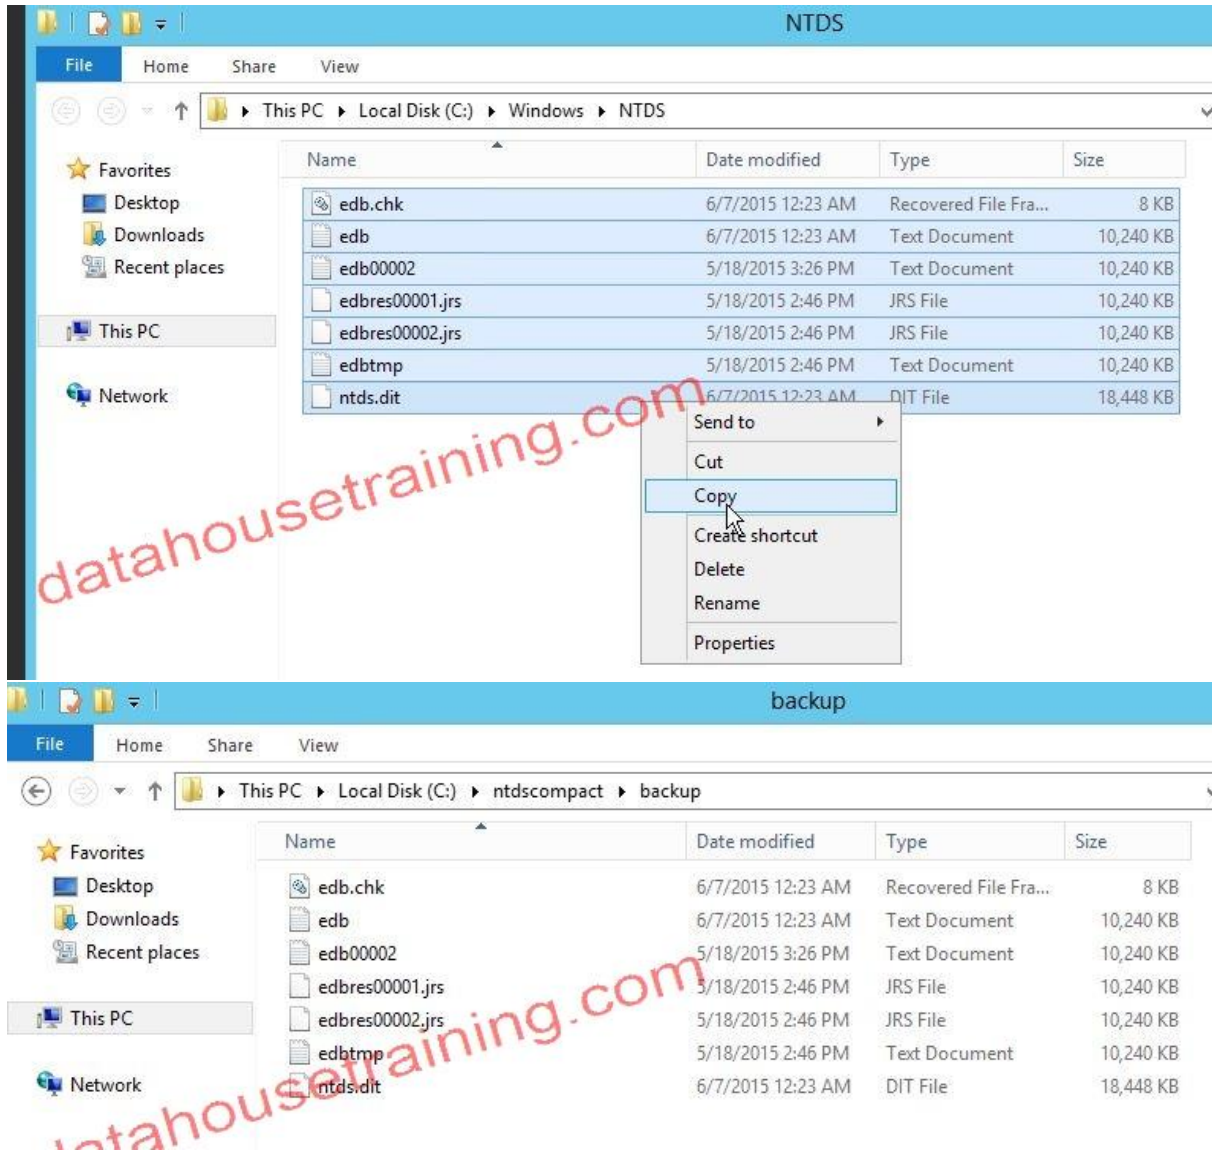 NTDS
File Home Share View
This PC Local Disk (C:) Windows NTDS
Name Date modified Type Size
Favorites
Desktop
Downloads
Recent places
This PC
Network
edb.chk 6/7/2015 12:23 AM Recovered File Fra... 8 KB
edb 6/7/2015 12:23 AM Text Document 10,240 KB
edb00002 5/18/2015 3:26 PM Text Document 10,240 KB
edbres00001.jrs 5/18/2015 2:46 PM JRS File 10,240 KB
edbres00002.jrs 5/18/2015 2:46 PM JRS File 10,240 KB
edbtmp 5/18/2015 2:46 PM Text Document 10,240 KB
ntds.dit 6/7/2015 12:23 AM DIT File 18,448 KB
Send to
Cut
Copy
Create shortcut
Delete
Rename
Properties
datahousetraining.com
backup
File Home Share View
This PC Local Disk (C:) ntdscompact backup
Name Date modified Type Size
Favorites
Desktop
Downloads
Recent places
This PC
Network
edb.chk 6/7/2015 12:23 AM Recovered File Fra... 8 KB
edb 6/7/2015 12:23 AM Text Document 10,240 KB
edb00002 5/18/2015 3:26 PM Text Document 10,240 KB
edbres00001.jrs 5/18/2015 2:46 PM JRS File 10,240 KB
edbres00002.jrs 5/18/2015 2:46 PM JRS File 10,240 KB
edbtmp 5/18/2015 2:46 PM Text Document 10,240 KB
ntds.dit 6/7/2015 12:23 AM DIT File 18,448 KB
datahousetraining.com